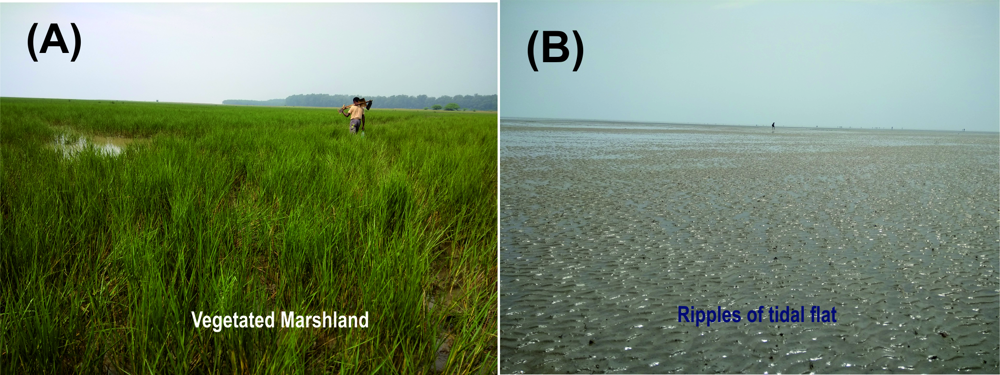 (A)
Vegetated Marshland
(B)
Ripples of tidal flat